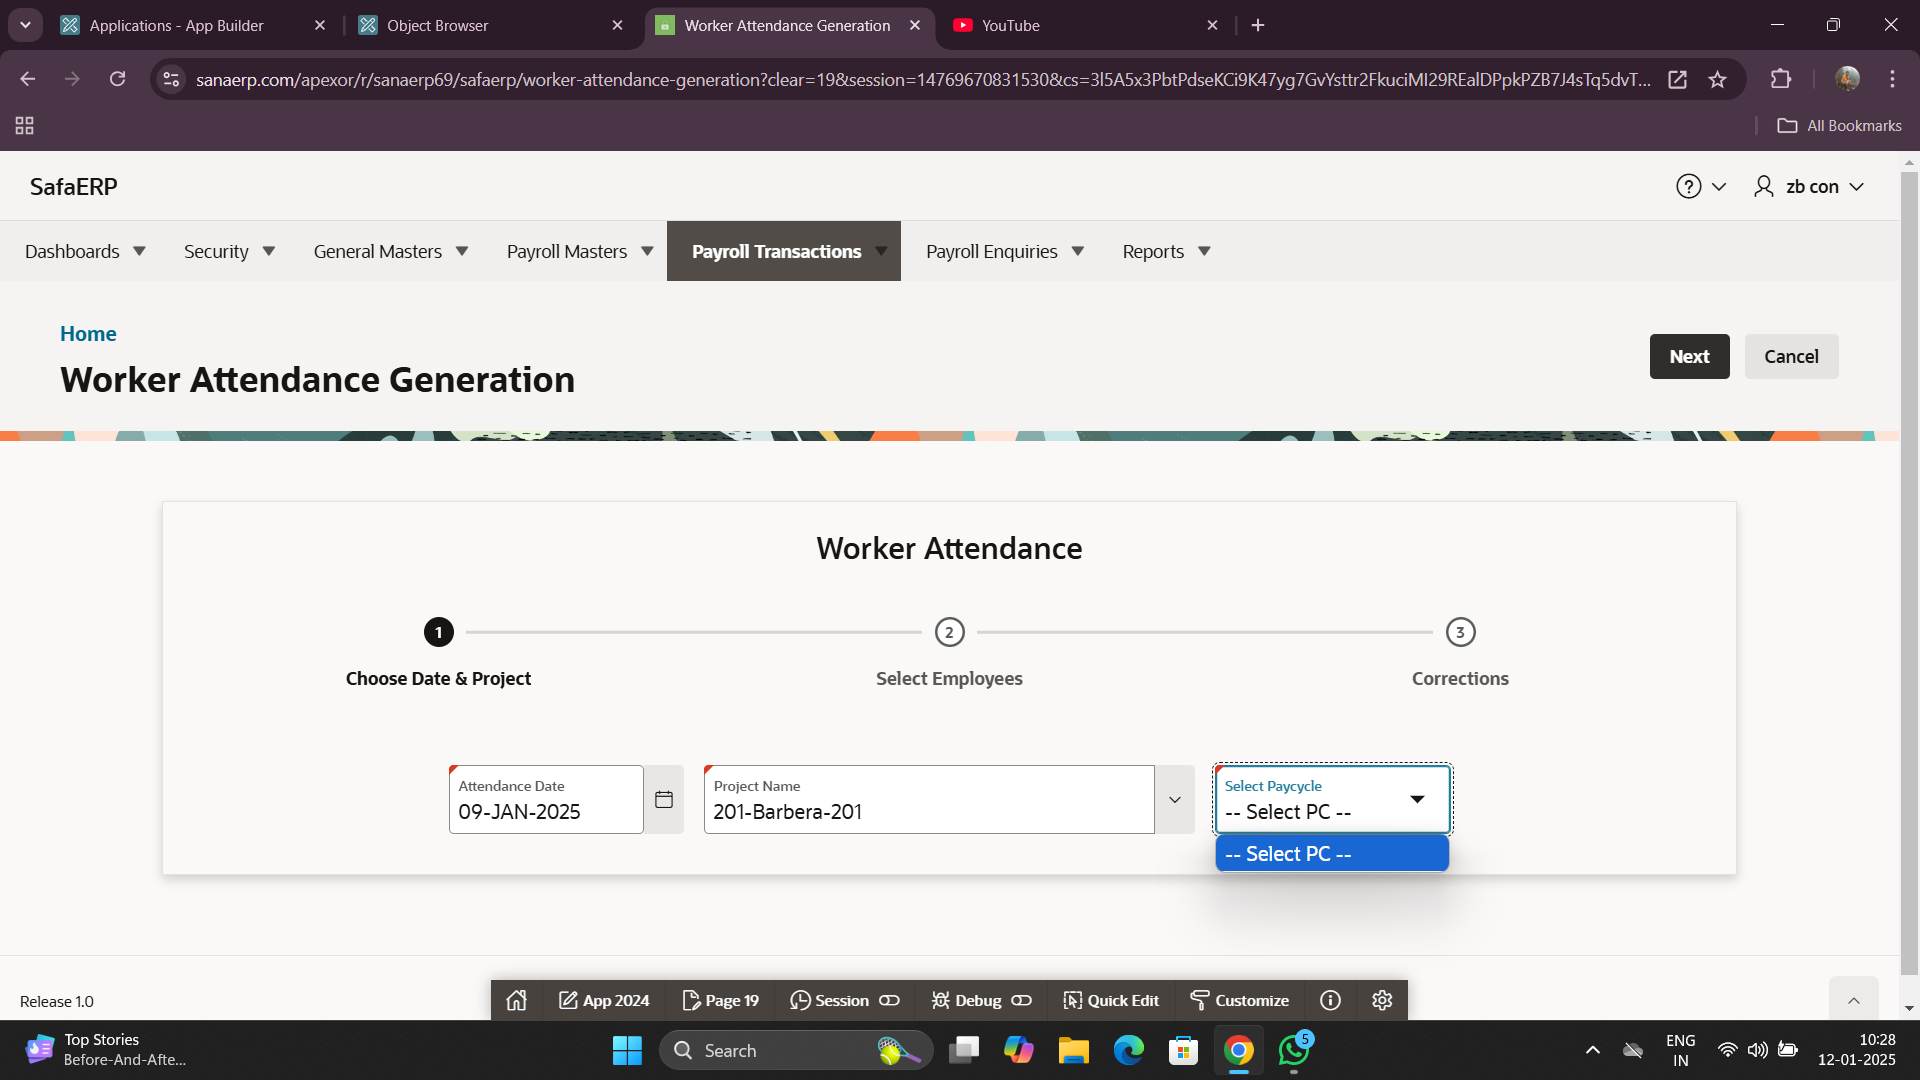 Applications - App Builder
Object Browser
Worker Attendance Generation
YouTube
sanaerp.com/apexor/r/sanaerp69/safaerp/worker-attendance-generation?clear=19&session=14769670831530&cs=3l5A5x3PbtPdseKCi9K47yg7GvYsttr2FkuciMI29REalDPpkPZB7J4sTq5dvT...
All Bookmarks
SafaERP
? zb con
Dashboards Security General Masters Payroll Masters Payroll Transactions Payroll Enquiries Reports
Home
Worker Attendance Generation
Next Cancel
Worker Attendance
1 2 3
Choose Date & Project Select Employees Corrections
Attendance Date
09-JAN-2025
Project Name
201-Barbera-201
Select Paycycle
-- Select PC --
-- Select PC --
Release 1.0
App 2024 Page 19 Session Debug Quick Edit Customize
Top Stories
Before-And-Afte...
Search
5
ENG
IN
10:28
12-01-2025